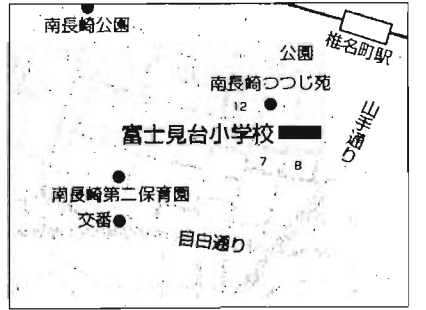 南長崎公園
椎名町駅
公園
南長崎つつじ苑
12
山手通り
富士見台小学校
7 8
南長崎第二保育園
交番
目白通り